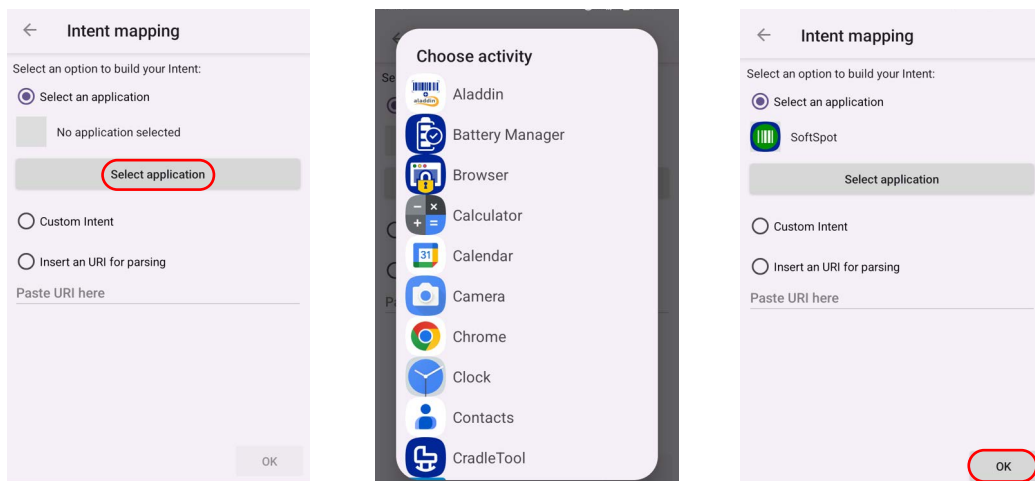 Intent mapping
Select an option to build your Intent:
Select an application
No application selected
Select application
Custom Intent
Insert an URI for parsing
Paste URI here
OK
Choose activity
aladdin
Aladdin
Battery Manager
Browser
Calculator
31
Calendar
Camera
Chrome
Clock
Contacts
CradleTool
Intent mapping
Select an option to build your Intent:
Select an application
SoftSpot
Select application
Custom Intent
Insert an URI for parsing
Paste URI here
OK